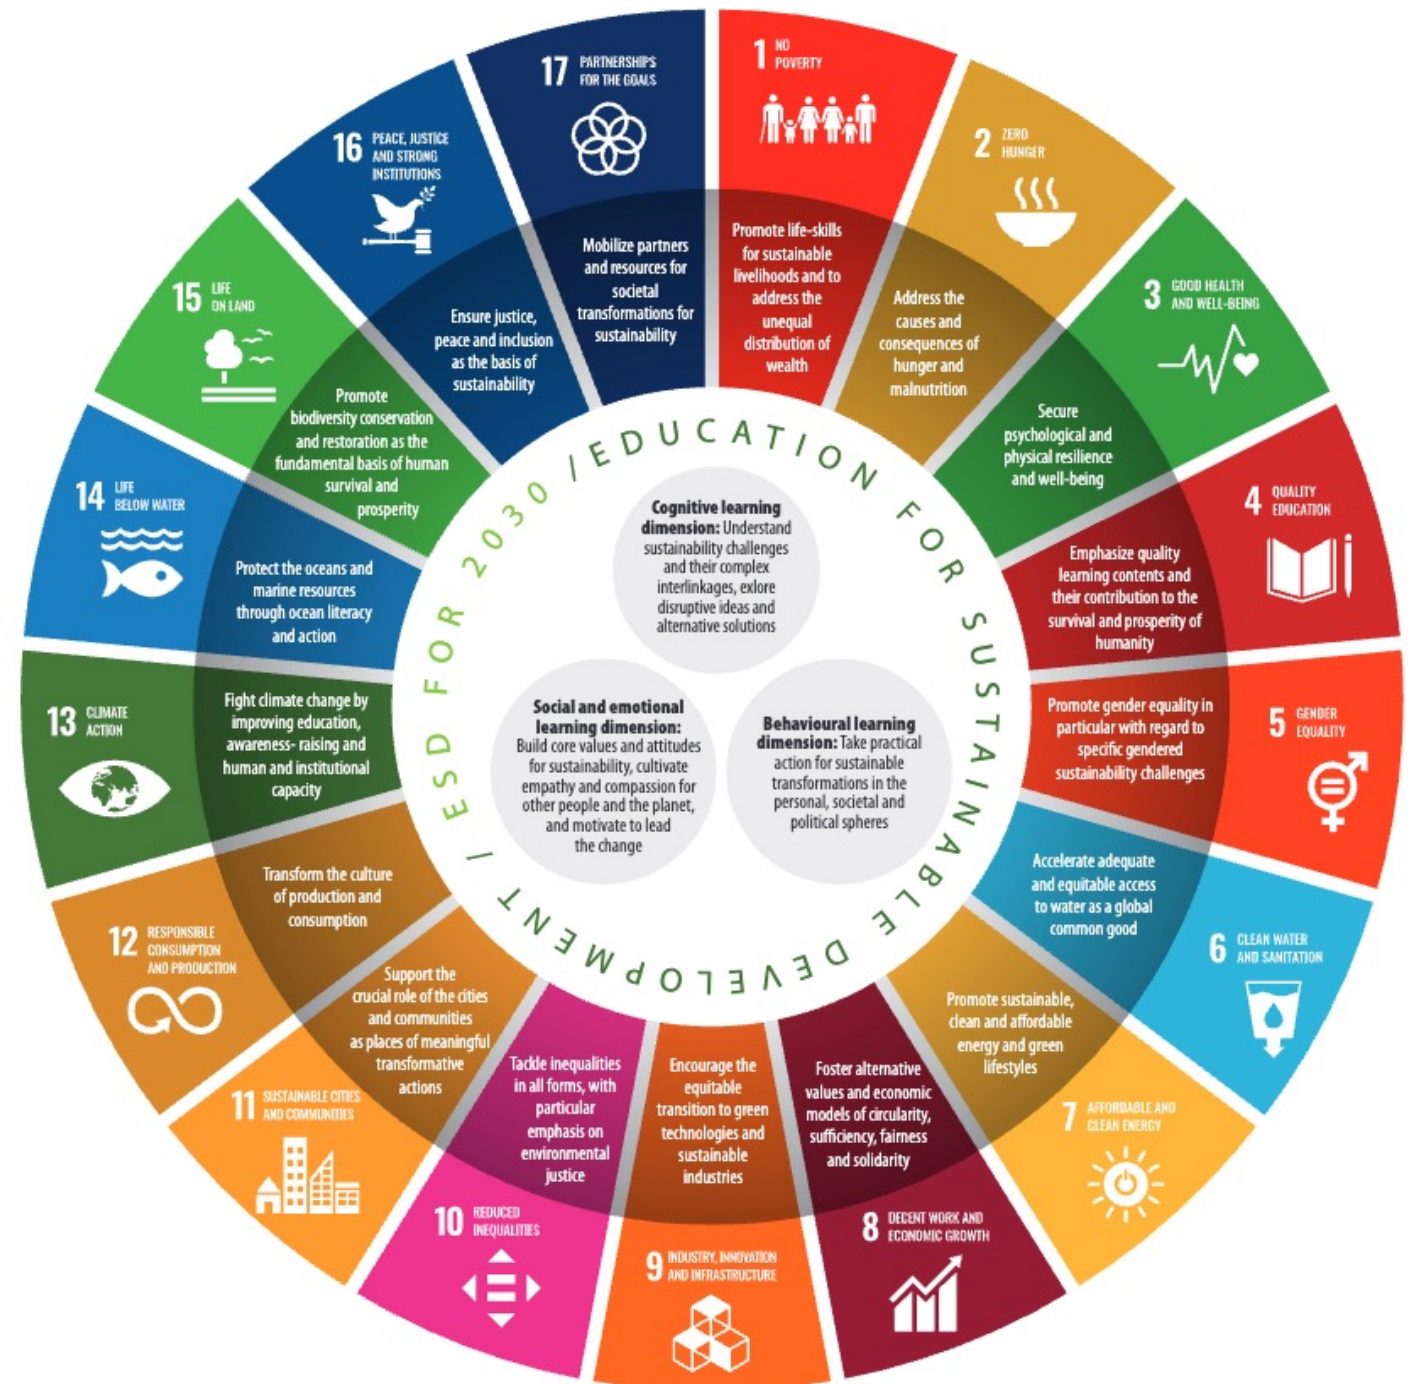 1 NO
POVERTY
Promote life-skills
for sustainable
livelihoods and to
address the
unequal
distribution of
wealth
2 ZERO
HUNGER
Address the
causes and
consequences of
hunger and
malnutrition
3 GOOD HEALTH
AND WELL-BEING
Secure
psychological and
physical resilience
and well-being
4 QUALITY
EDUCATION
Emphasize quality
learning contents and
their contribution to the
survival and prosperity of
humanity
5 GENDER
EQUALITY
Promote gender equality in
particular with regard to
specific gendered
sustainability challenges
6 CLEAN WATER
AND SANITATION
Accelerate adequate
and equitable access
to water as a global
common good
7 AFFORDABLE AND
CLEAN ENERGY
Promote sustainable,
clean and affordable
energy and green
lifestyles
8 DECENT WORK AND
ECONOMIC GROWTH
Foster alternative
values and economic
models of circularity,
sufficiency, fairness
and solidarity
9 INDUSTRY, INNOVATION
AND INFRASTRUCTURE
Encourage the
equitable
transition to green
technologies and
sustainable
industries
10 REDUCED
INEQUALITIES
Tackle inequalities
in all forms, with
particular
emphasis on
environmental
justice
11 SUSTAINABLE CITIES
AND COMMUNITIES
Support the
crucial role of the cities
and communities
as places of meaningful
transformative
actions
12 RESPONSIBLE
CONSUMPTION
AND PRODUCTION
Transform the culture
of production and
consumption
13 CLIMATE
ACTION
Fight climate change by
improving education,
awareness- raising and
human and institutional
capacity
14 LIFE
BELOW WATER
Protect the oceans and
marine resources
through ocean literacy
and action
15 LIFE
ON LAND
Promote
biodiversity conservation
and restoration as the
fundamental basis of human
survival and
prosperity
16 PEACE, JUSTICE
AND STRONG
INSTITUTIONS
Ensure justice,
peace and inclusion
as the basis of
sustainability
17 PARTNERSHIPS
FOR THE GOALS
Mobilize partners
and resources for
societal
transformations for
sustainability
ESD FOR 2030 / EDUCATION FOR SUSTAINABLE DEVELOPMENT /
Cognitive learning
dimension: Understand
sustainability challenges
and their complex
interlinkages, exlore
disruptive ideas and
alternative solutions
Social and emotional
learning dimension:
Build core values and attitudes
for sustainability, cultivate
empathy and compassion for
other people and the planet,
and motivate to lead
the change
Behavioural learning
dimension: Take practical
action for sustainable
transformations in the
personal, societal and
political spheres